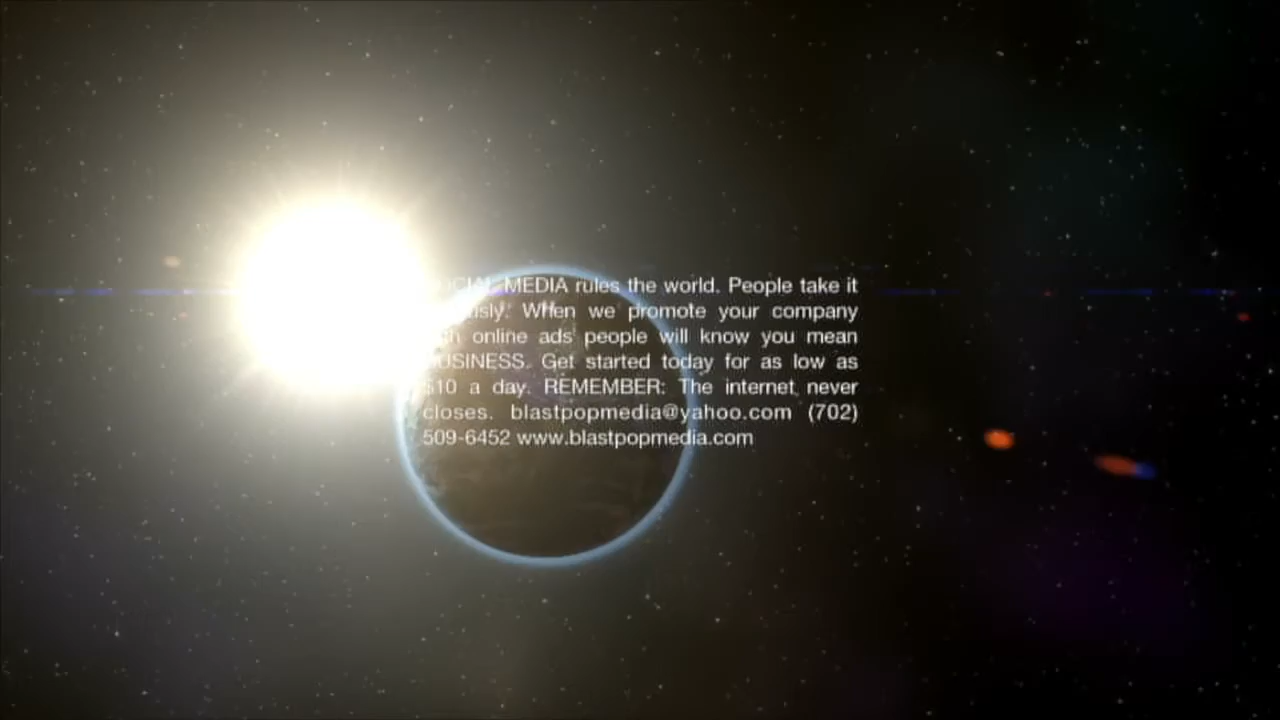 MEDIA rules the world. People take it
When we promote your company
online ads people will know you mean
BUSINESS. Get started today for as low as
$10 a day. REMEMBER: The internet never
closes. blastpopmedia@yahoo.com (702)
509-6452 www.blastpopmedia.com